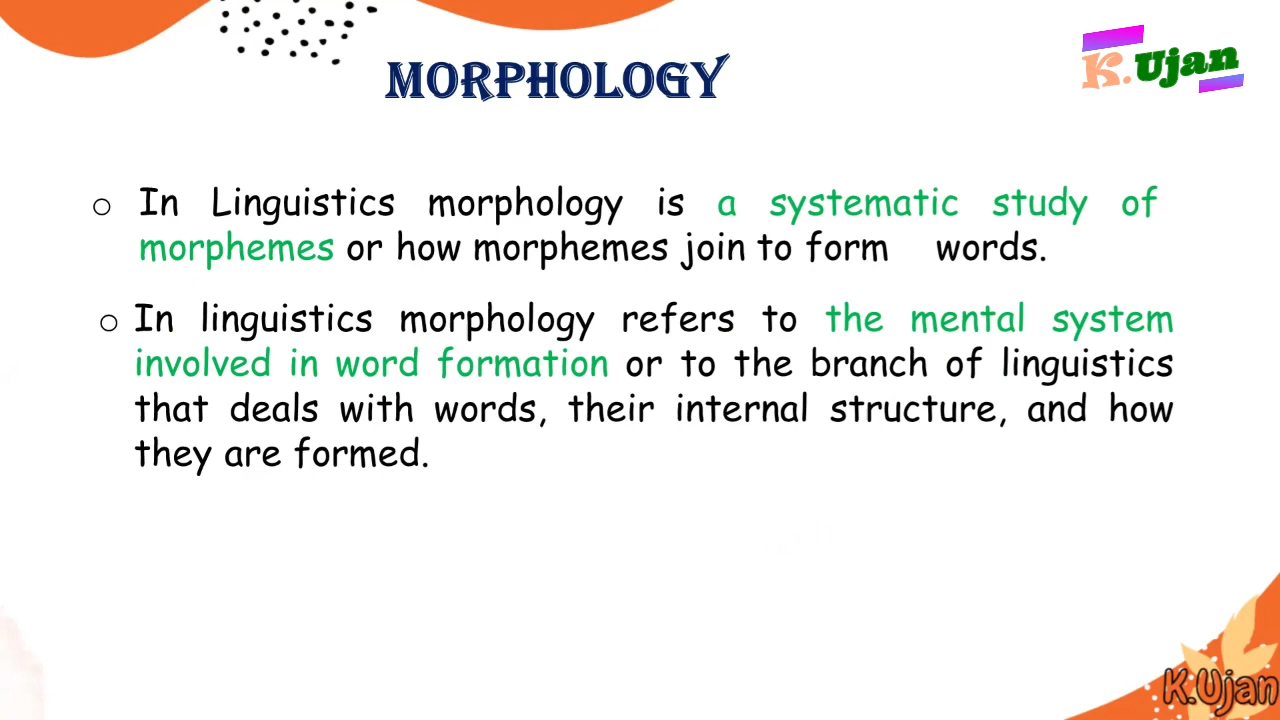 MORPHOLOGY
K.Ujan
o In Linguistics morphology is a systematic study of
morphemes or how morphemes join to form words.
o In linguistics morphology refers to the mental system
involved in word formation or to the branch of linguistics
that deals with words, their internal structure, and how
they are formed.
K.Ujan